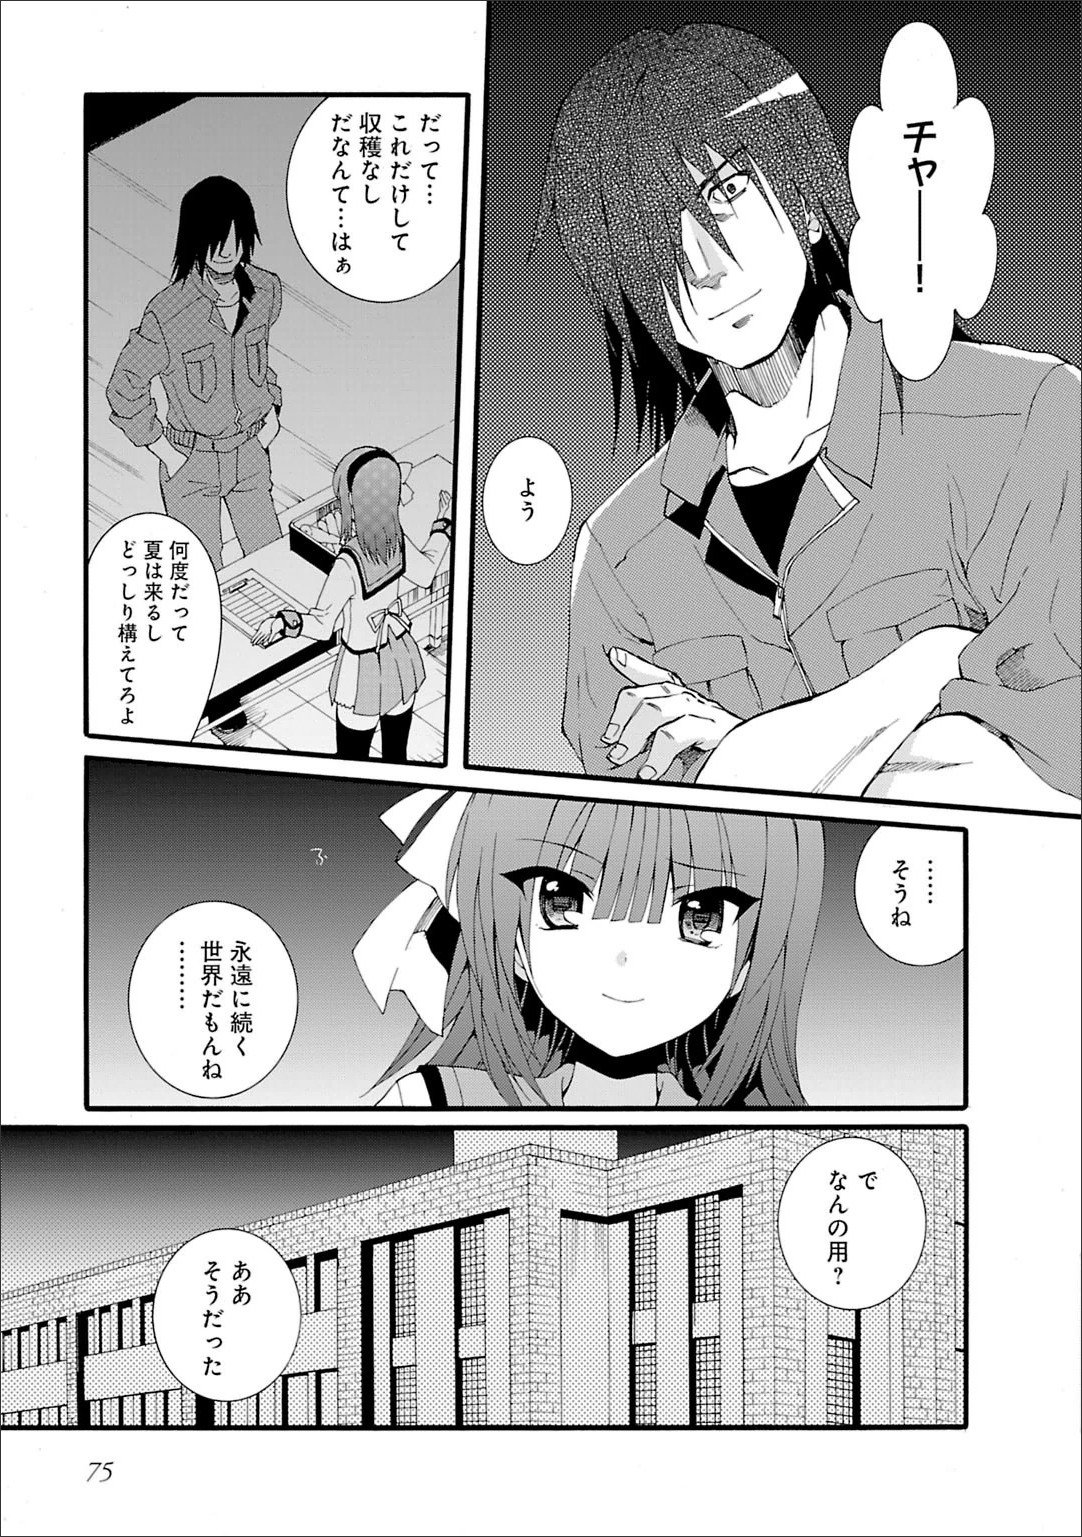 チャーーー！
よう
だって…
これだけして
収穫なし
だなんて…はぁ
何度だって
夏は来るし
どっしり構えてろよ
……
そうね
ふ
永遠に続く
世界だもんね
………
で
なんの用？
ああ
そうだった
75